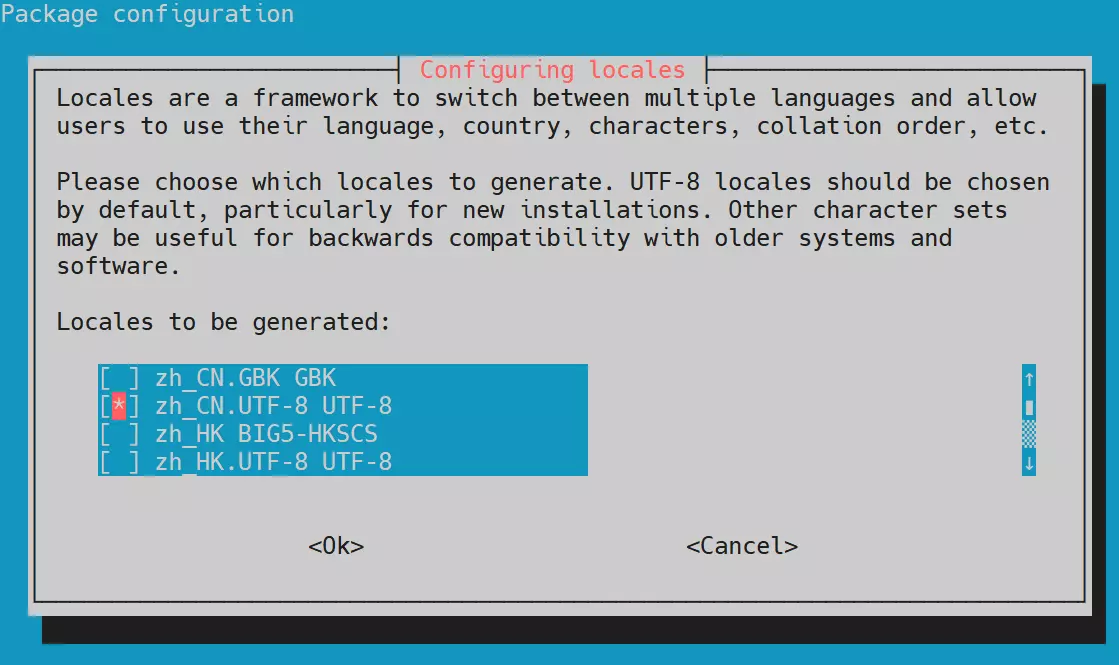 Package configuration
Configuring locales
Locales are a framework to switch between multiple languages and allow
users to use their language, country, characters, collation order, etc.
Please choose which locales to generate. UTF-8 locales should be chosen
by default, particularly for new installations. Other character sets
may be useful for backwards compatibility with older systems and
software.
Locales to be generated:
[ ] zh_CN.GBK GBK
[*] zh_CN.UTF-8 UTF-8
[ ] zh_HK BIG5-HKSCS
[ ] zh_HK.UTF-8 UTF-8
<Ok> <Cancel>